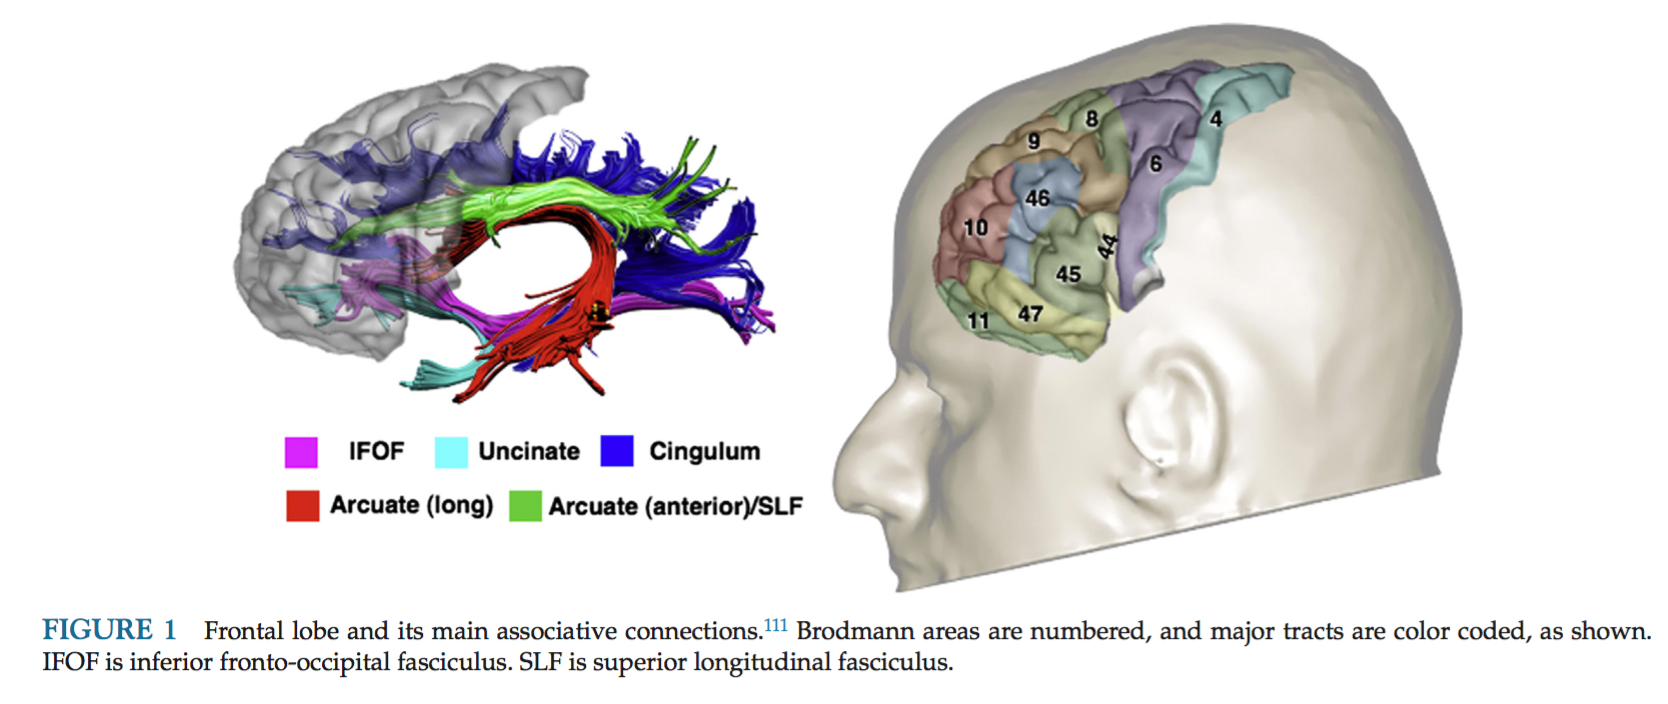 8
4
9
6
46
10
44
45
47
11
IFOF Uncinate Cingulum
Arcuate (long) Arcuate (anterior)/SLF
FIGURE 1 Frontal lobe and its main associative connections.111 Brodmann areas are numbered, and major tracts are color coded, as shown.
IFOF is inferior fronto-occipital fasciculus. SLF is superior longitudinal fasciculus.